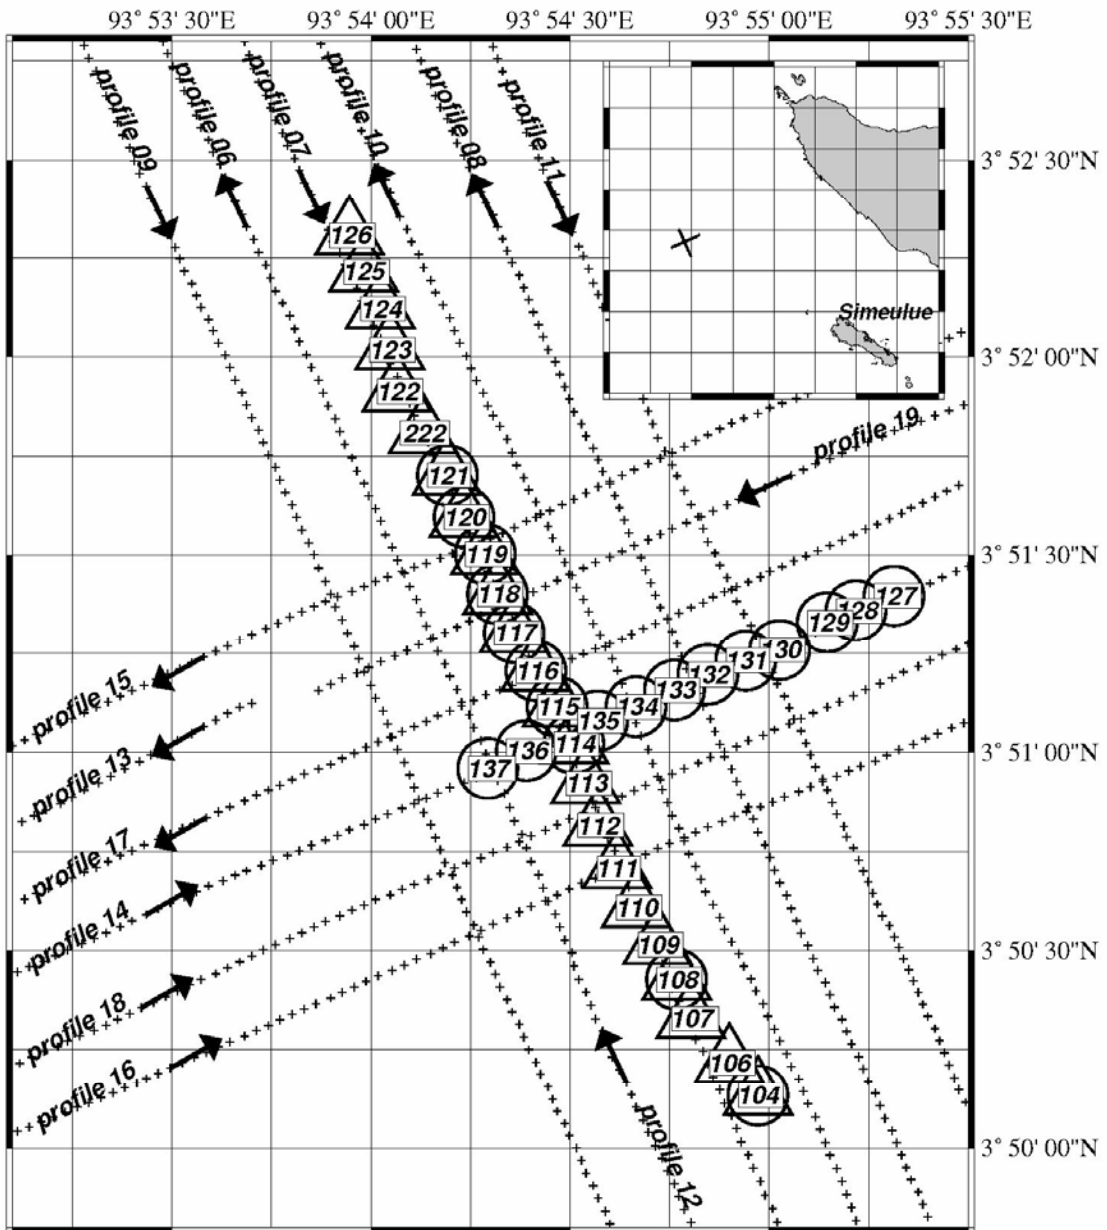 93° 53' 30"E
93° 54' 00"E
93° 54' 30"E
93° 55' 00"E
93° 55' 30"E
profile 09
profile 06
profile 07
profile 10
profile 08
profile 11
3° 52' 30"N
126
125
Simeulue
124
123
3° 52' 00"N
122
profile 19
222
121
120
119
3° 51' 30"N
118
127
128
129
117
130
131
116
132
133
profile 15
115
134
135
114
136
3° 51' 00"N
137
profile 13
113
112
profile 17
111
110
profile 14
109
3° 50' 30"N
108
profile 18
107
106
profile 16
104
profile 12
3° 50' 00"N